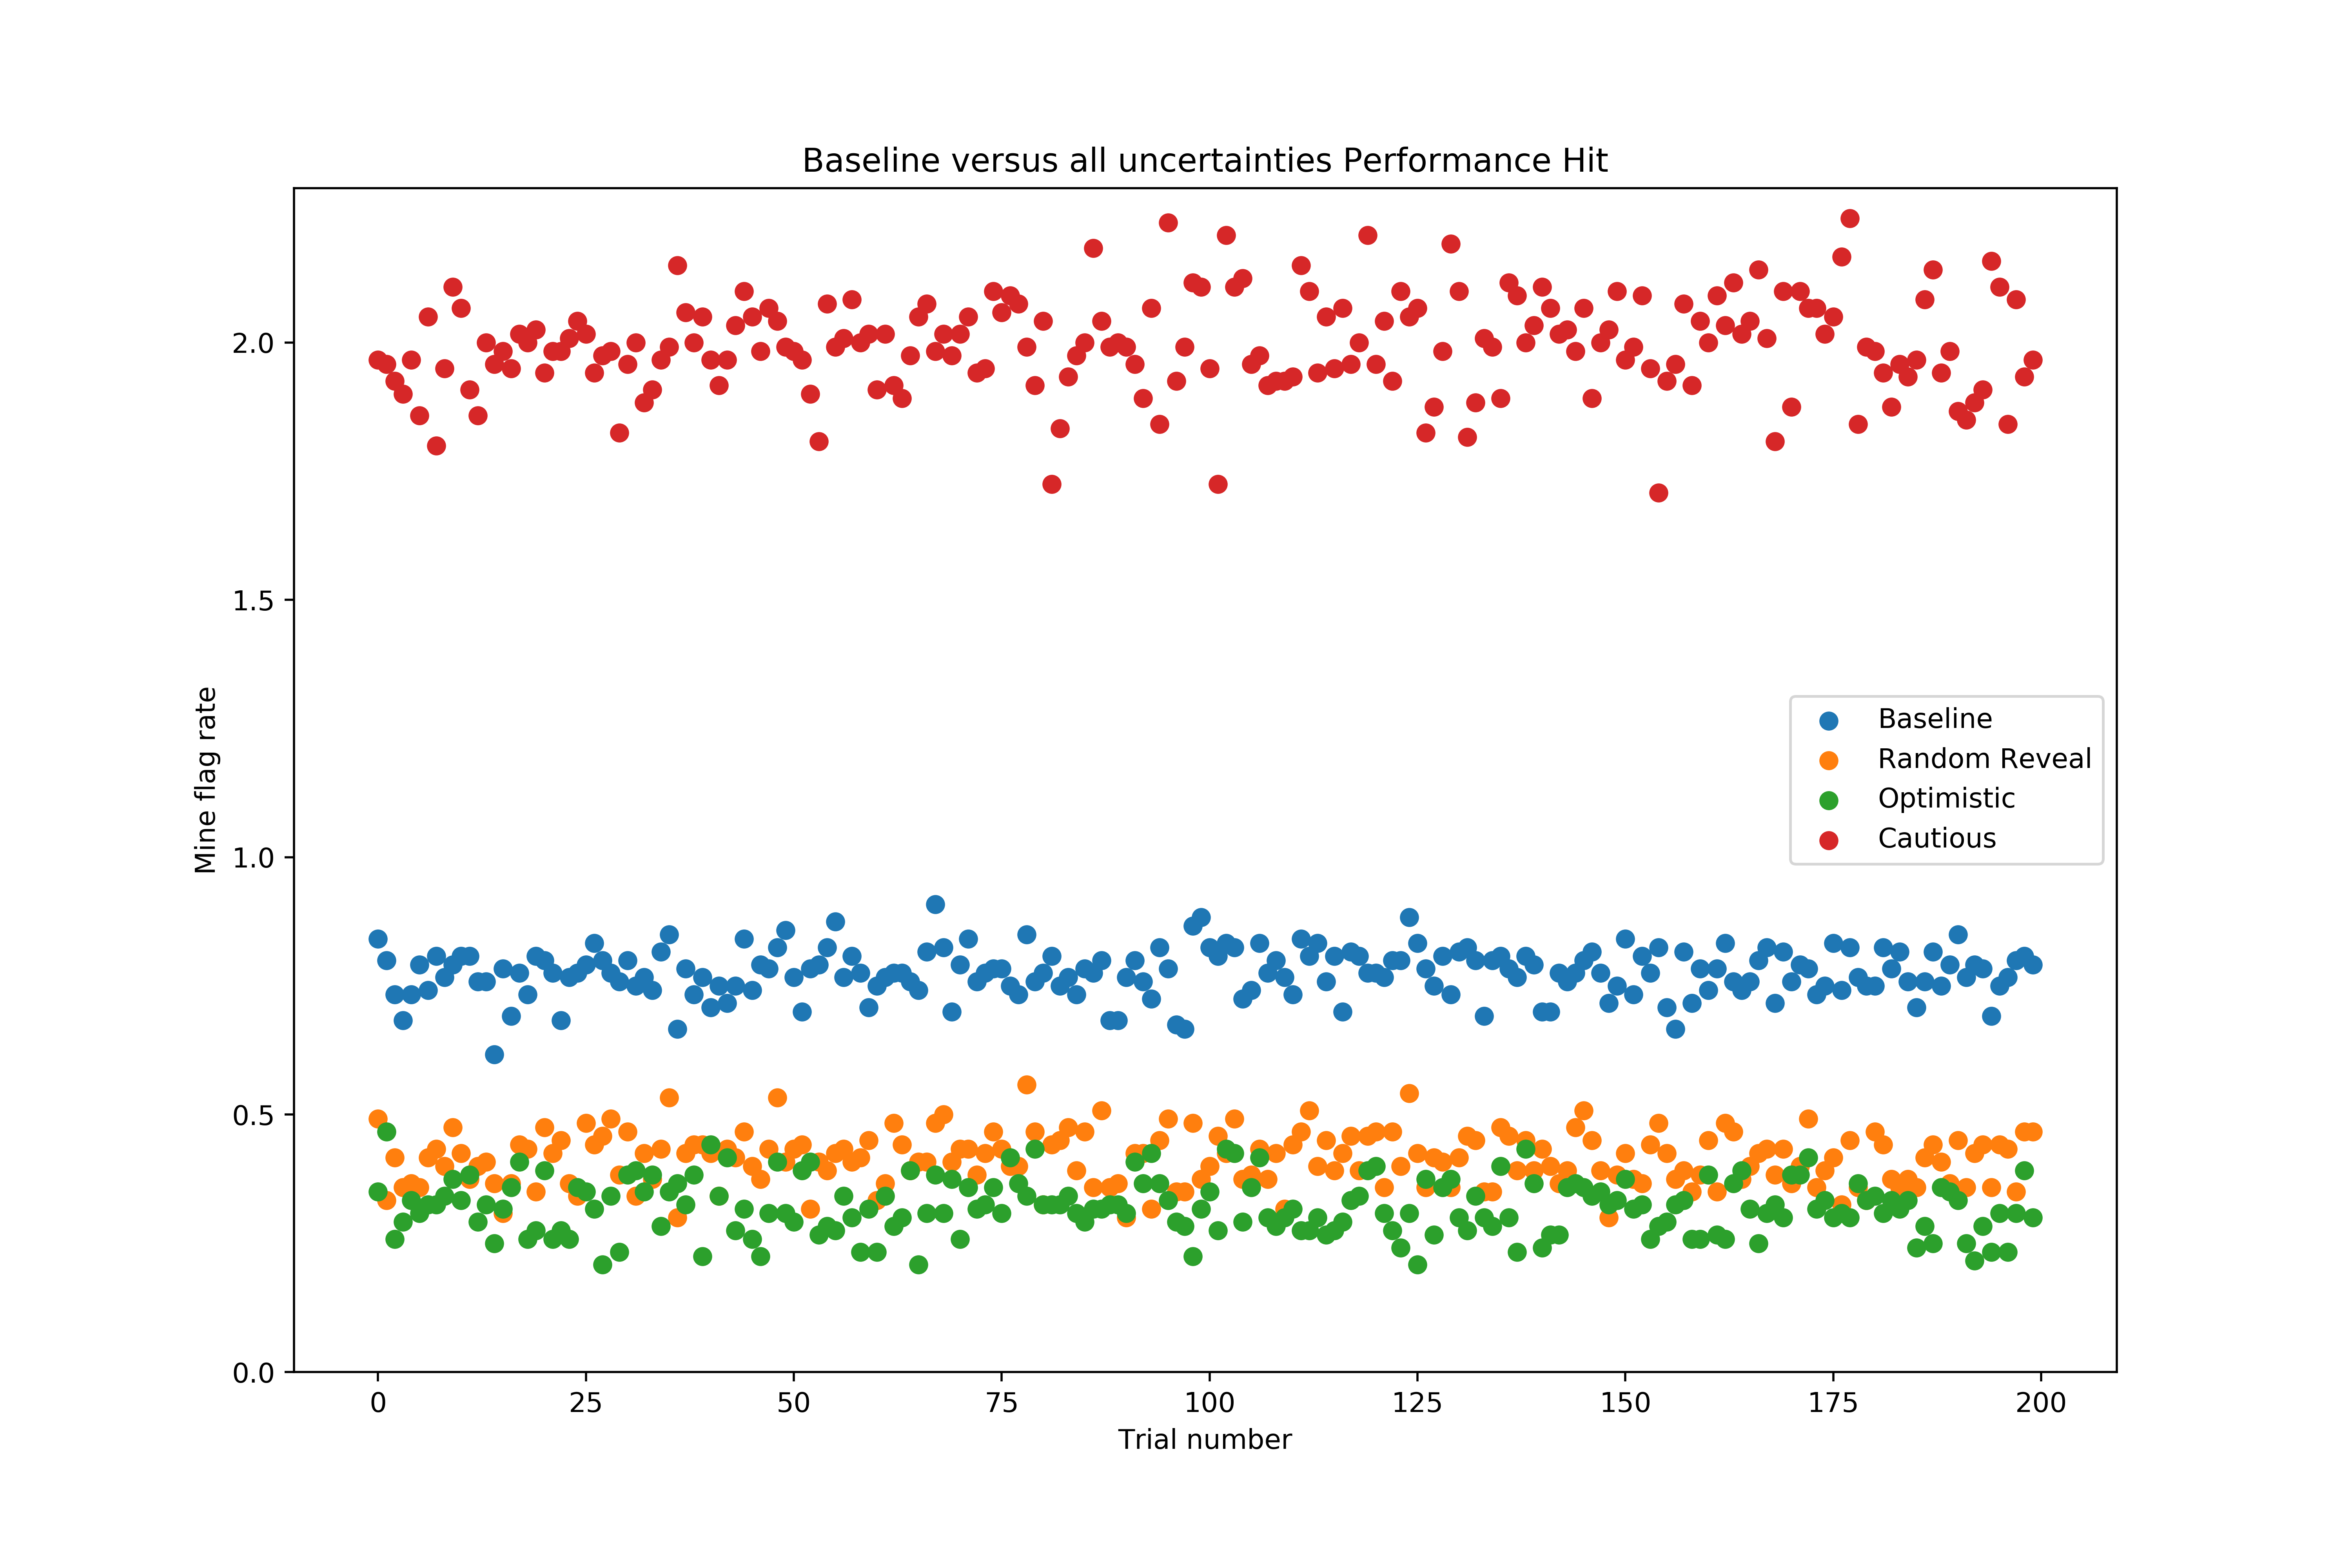 Baseline versus all uncertainties Performance Hit
Mine flag rate
2.0
1.5
1.0
0.5
0.0
Baseline
Random Reveal
Optimistic
Cautious
0 25 50 75 100 125 150 175 200
Trial number